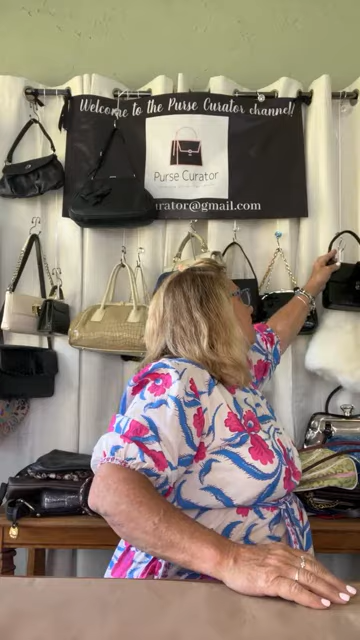 Welcome to the Purse Curator channel!
Purse Curator
urator@gmail.com